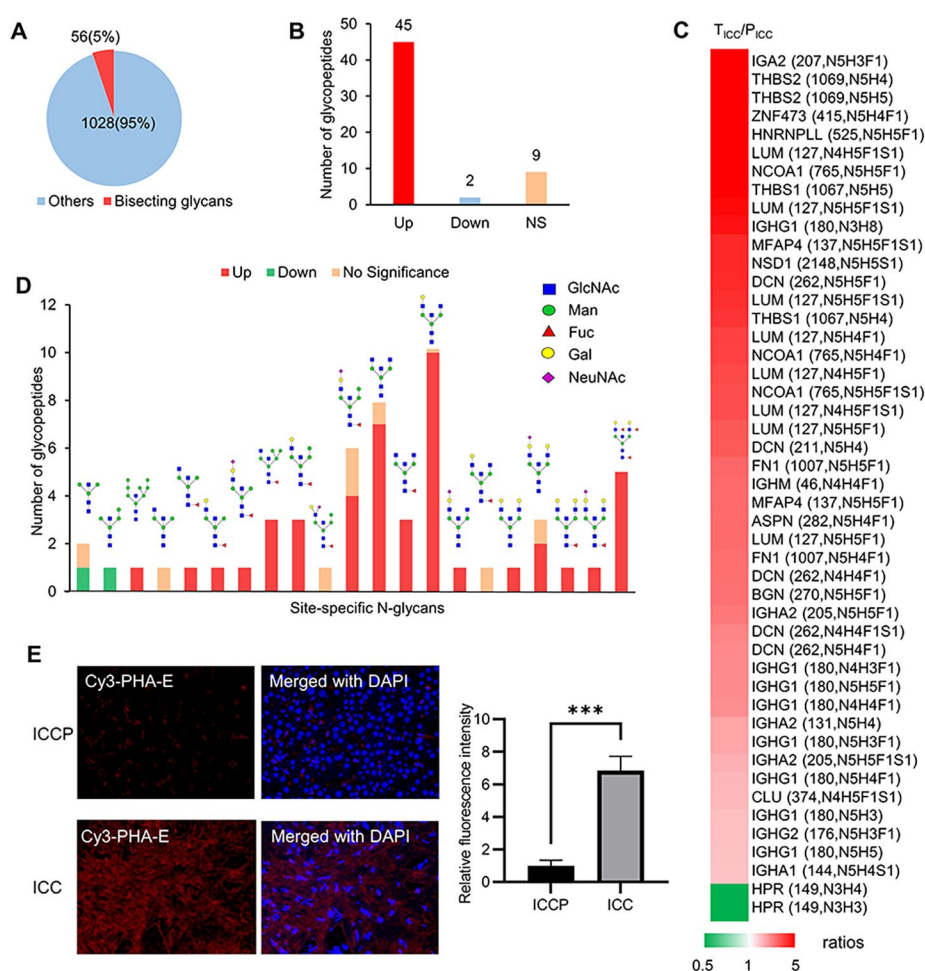 A
56(5%)
1028(95%)
Others
Bisecting glycans
B
Number of glycopeptides
50
40
30
20
10
0
45
2
9
Up
Down
NS
C
TICC/PICC
IGA2 (207,N5H3F1)
THBS2 (1069,N5H4)
THBS2 (1069,N5H5)
ZNF473 (415,N5H4F1)
HNRNPLL (525,N5H5F1)
LUM (127,N4H5F1S1)
NCOA1 (765,N5H5F1)
THBS1 (1067,N5H5)
LUM (127,N5H5F1S1)
IGHG1 (180,N3H8)
MFAP4 (137,N5H5F1S1)
NSD1 (2148,N5H5S1)
DCN (262,N5H5F1)
LUM (127,N5H5F1S1)
THBS1 (1067,N5H4)
LUM (127,N5H4F1)
NCOA1 (765,N5H4F1)
LUM (127,N4H5F1)
NCOA1 (765,N5H5F1S1)
LUM (127,N4H5F1S1)
LUM (127,N5H5F1)
DCN (211,N5H4)
FN1 (1007,N5H5F1)
IGHM (46,N4H4F1)
MFAP4 (137,N5H5F1)
ASPN (282,N5H4F1)
LUM (127,N5H5F1)
FN1 (1007,N5H4F1)
DCN (262,N4H4F1)
BGN (270,N5H5F1)
IGHA2 (205,N5H5F1)
DCN (262,N4H4F1S1)
DCN (262,N5H4F1)
IGHG1 (180,N4H3F1)
IGHG1 (180,N5H5F1)
IGHG1 (180,N4H4F1)
IGHA2 (131,N5H4)
IGHG1 (180,N5H3F1)
IGHA2 (205,N5H5F1S1)
IGHG1 (180,N5H4F1)
CLU (374,N4H5F1S1)
IGHG1 (180,N5H3)
IGHG2 (176,N5H3F1)
IGHG1 (180,N5H5)
IGHA1 (144,N5H4S1)
HPR (149,N3H4)
HPR (149,N3H3)
0.5
1
5
ratios
D
Up
Down
No Significance
GlcNAc
Man
Fuc
Gal
NeuNAc
Number of glycopeptides
12
10
8
6
4
2
0
Site-specific N-glycans
E
ICCP
Cy3-PHA-E
Merged with DAPI
ICC
Cy3-PHA-E
Merged with DAPI
Relative fluorescence intensity
10
8
6
4
2
0
***
ICCP
ICC